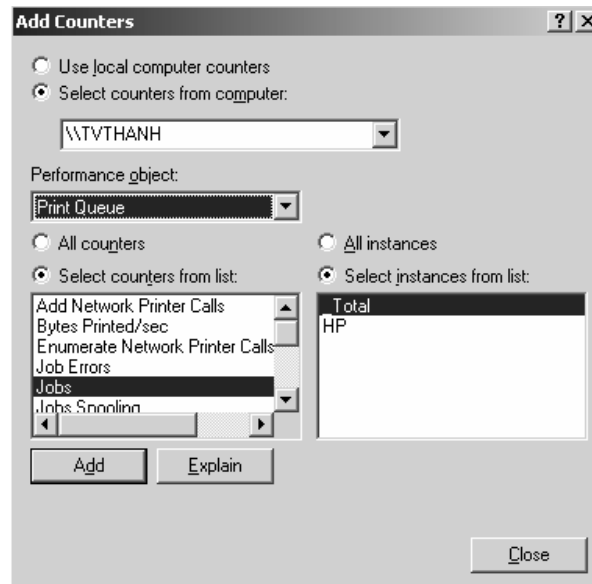 Add Counters
Use local computer counters
Select counters from computer:
\\TVTHANH
Performance object:
Print Queue
All counters
All instances
Select counters from list:
Select instances from list:
Add Network Printer Calls
Bytes Printed/sec
Enumerate Network Printer Calls
Job Errors
Jobs
Jobs Spooling
_Total
HP
Add
Explain
Close